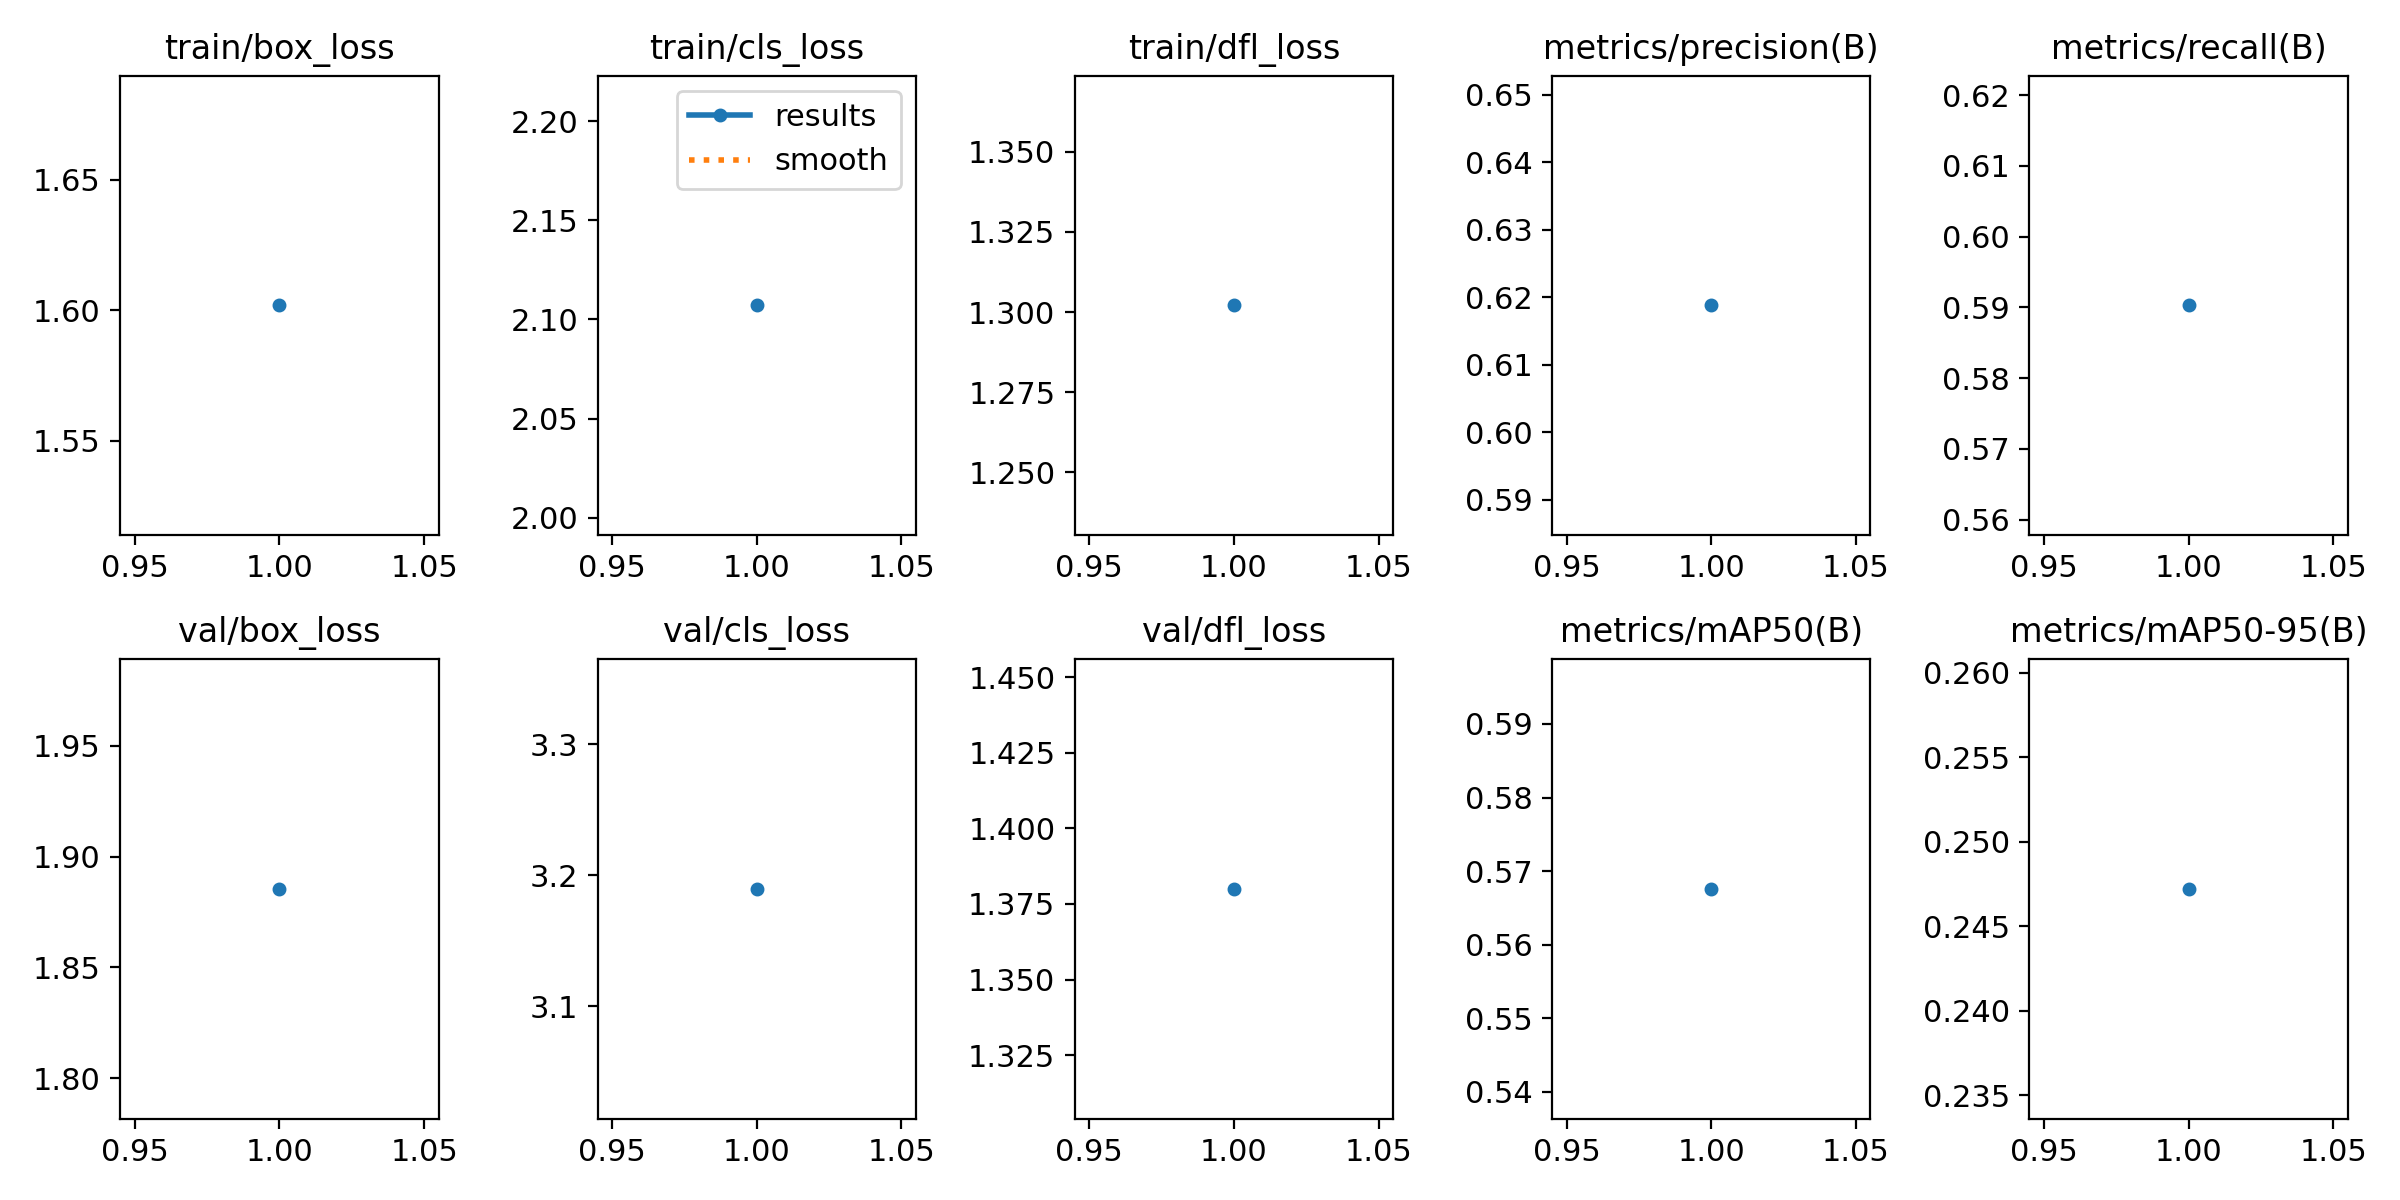 train/box_loss
1.65
1.60
1.55
0.95 1.00 1.05
train/cls_loss
results
smooth
2.20
2.15
2.10
2.05
2.00
0.95 1.00 1.05
train/dfl_loss
1.350
1.325
1.300
1.275
1.250
0.95 1.00 1.05
metrics/precision(B)
0.65
0.64
0.63
0.62
0.61
0.60
0.59
0.95 1.00 1.05
metrics/recall(B)
0.62
0.61
0.60
0.59
0.58
0.57
0.56
0.95 1.00 1.05
val/box_loss
1.95
1.90
1.85
1.80
0.95 1.00 1.05
val/cls_loss
3.3
3.2
3.1
0.95 1.00 1.05
val/dfl_loss
1.450
1.425
1.400
1.375
1.350
1.325
0.95 1.00 1.05
metrics/mAP50(B)
0.59
0.58
0.57
0.56
0.55
0.54
0.95 1.00 1.05
metrics/mAP50-95(B)
0.260
0.255
0.250
0.245
0.240
0.235
0.95 1.00 1.05